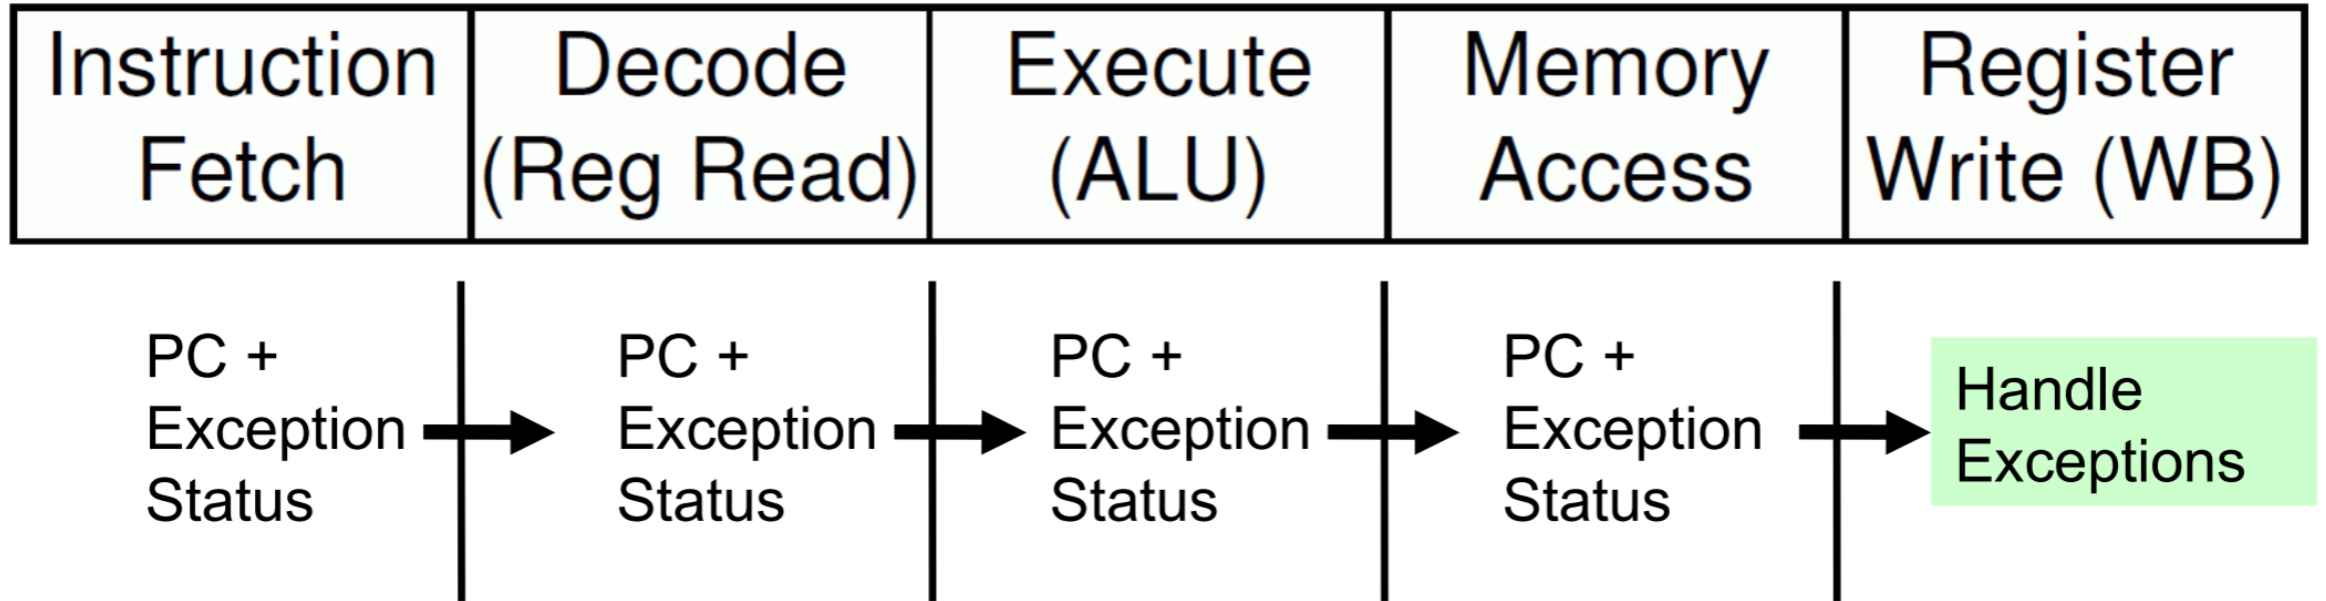 Instruction
Fetch
Decode
(Reg Read)
Execute
(ALU)
Memory
Access
Register
Write (WB)
PC +
Exception
Status
PC +
Exception
Status
PC +
Exception
Status
PC +
Exception
Status
Handle
Exceptions